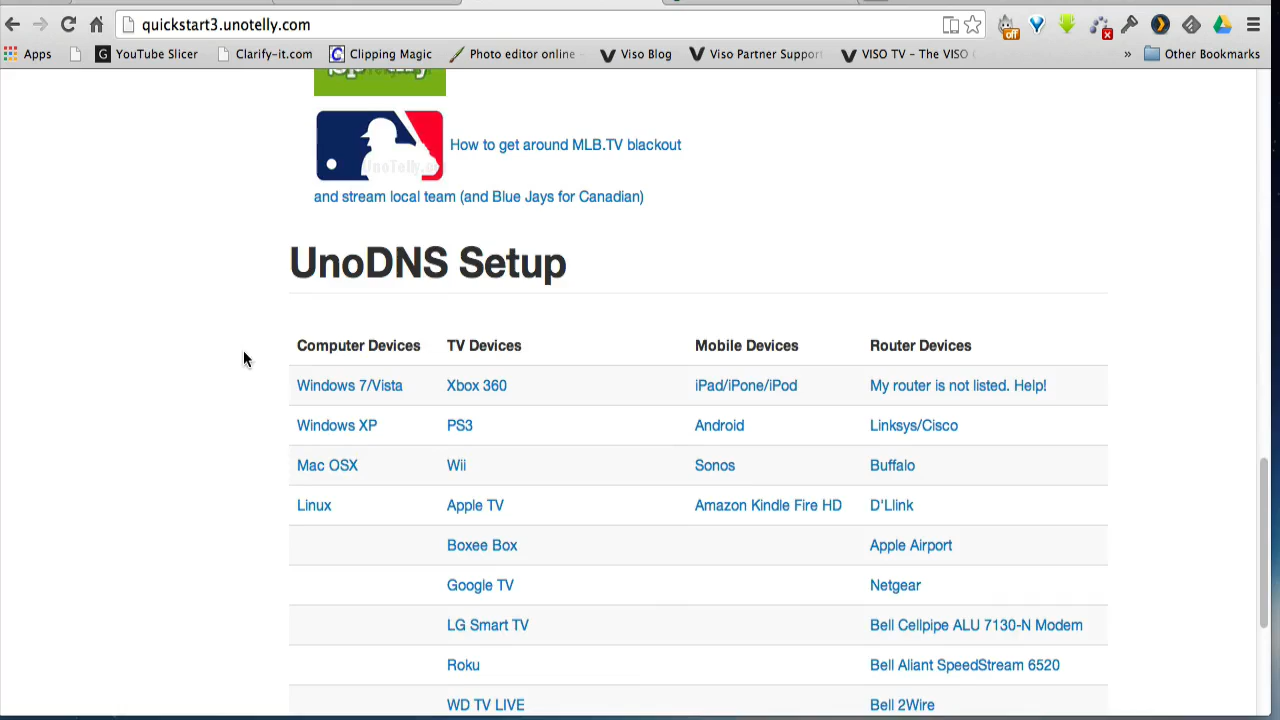 quickstart3.unotelly.com
off
Apps YouTube Slicer Clarify-it.com Clipping Magic Photo editor online Viso Blog Viso Partner Support VISO TV – The VISO » Other Bookmarks
UnoTelly
How to get around MLB.TV blackout
and stream local team (and Blue Jays for Canadian)
UnoDNS Setup
Computer Devices TV Devices Mobile Devices Router Devices
Windows 7/Vista Xbox 360 iPad/iPone/iPod My router is not listed. Help!
Windows XP PS3 Android Linksys/Cisco
Mac OSX Wii Sonos Buffalo
Linux Apple TV Amazon Kindle Fire HD D'Llink
Boxee Box Apple Airport
Google TV Netgear
LG Smart TV Bell Cellpipe ALU 7130-N Modem
Roku Bell Aliant SpeedStream 6520
WD TV LIVE Bell 2Wire